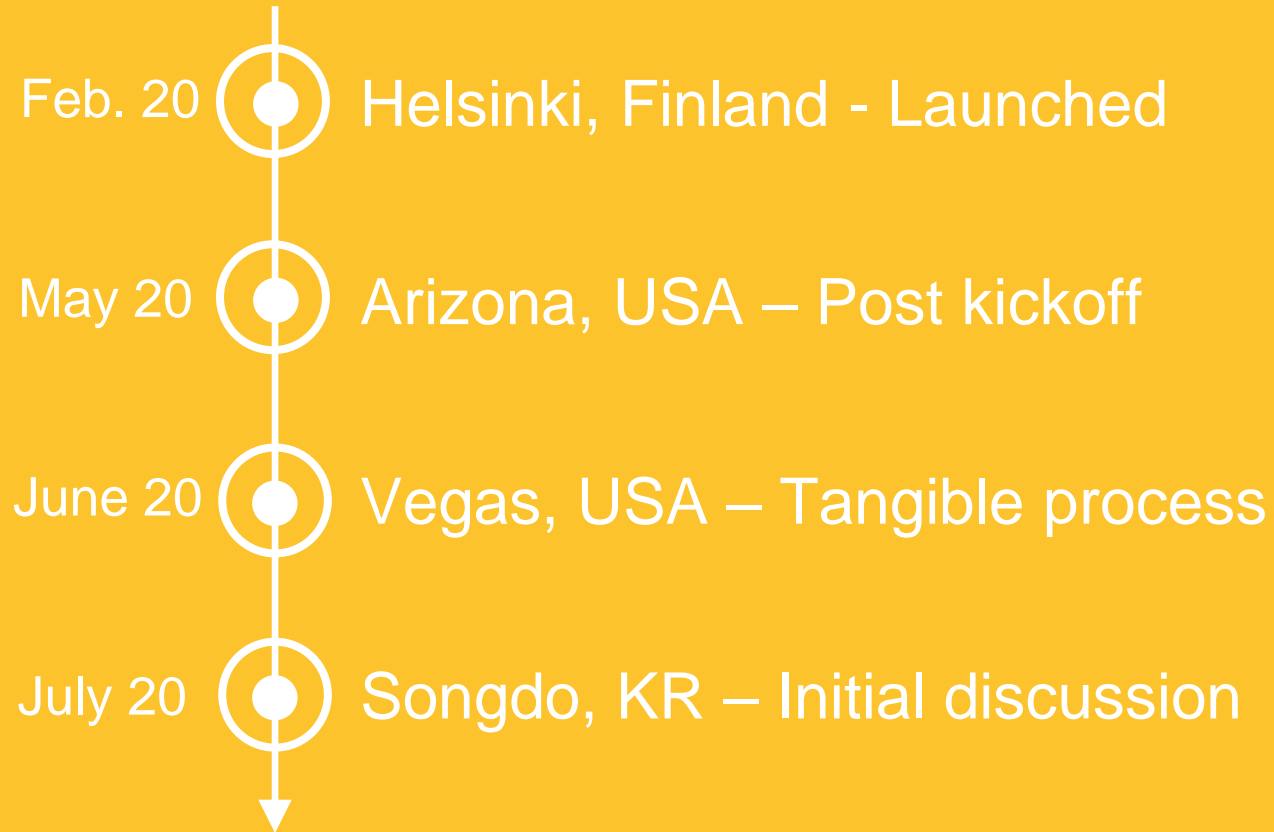 Feb. 20 Helsinki, Finland - Launched
May 20 Arizona, USA – Post kickoff
June 20 Vegas, USA – Tangible process
July 20 Songdo, KR – Initial discussion